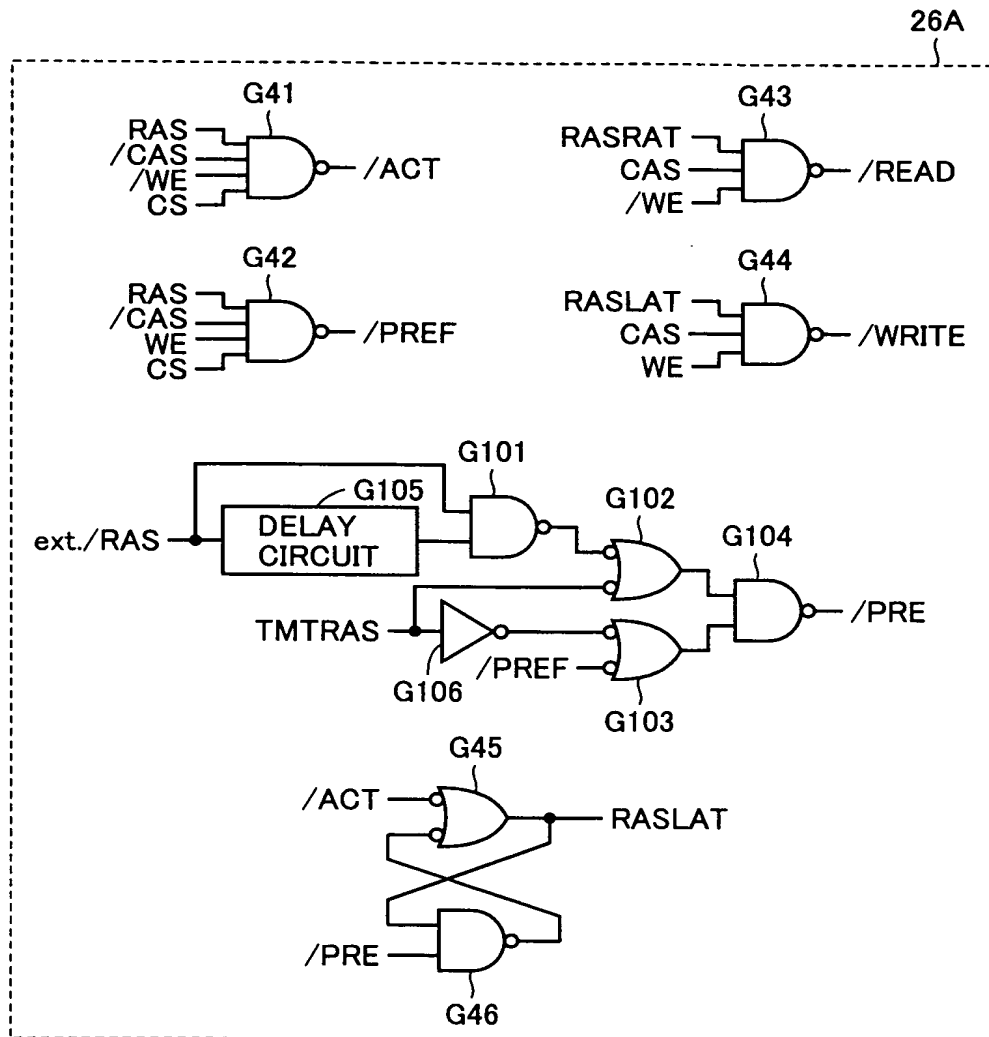 26A
G41
RAS
/CAS
/WE
CS
/ACT
G43
RASRAT
CAS
/WE
/READ
G42
RAS
/CAS
WE
CS
/PREF
G44
RASLAT
CAS
WE
/WRITE
G101
G105
ext./RAS
DELAY
CIRCUIT
G102
G104
TMTRAS
/PRE
G106
/PREF
G103
G45
/ACT
RASLAT
/PRE
G46